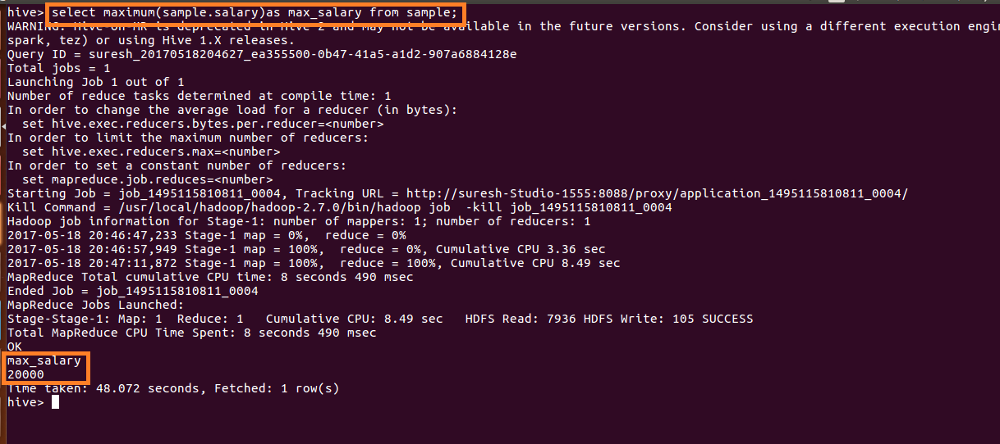 hive> select maximum(sample.salary)as max_salary from sample;
WARNING: Hive-on-MR is deprecated in Hive 2 and may not be available in the future versions. Consider using a different execution engin
spark, tez) or using Hive 1.X releases.
Query ID = suresh_20170518204627_ea355500-0b47-41a5-a1d2-907a6884128e
Total jobs = 1
Launching Job 1 out of 1
Number of reduce tasks determined at compile time: 1
In order to change the average load for a reducer (in bytes):
  set hive.exec.reducers.bytes.per.reducer=<number>
In order to limit the maximum number of reducers:
  set hive.exec.reducers.max=<number>
In order to set a constant number of reducers:
  set mapreduce.job.reduces=<number>
Starting Job = job_1495115810811_0004, Tracking URL = http://suresh-Studio-1555:8088/proxy/application_1495115810811_0004/
Kill Command = /usr/local/hadoop/hadoop-2.7.0/bin/hadoop job  -kill job_1495115810811_0004
Hadoop job information for Stage-1: number of mappers: 1; number of reducers: 1
2017-05-18 20:46:47,233 Stage-1 map = 0%,  reduce = 0%
2017-05-18 20:46:57,949 Stage-1 map = 100%,  reduce = 0%, Cumulative CPU 3.36 sec
2017-05-18 20:47:11,872 Stage-1 map = 100%,  reduce = 100%, Cumulative CPU 8.49 sec
MapReduce Total cumulative CPU time: 8 seconds 490 msec
Ended Job = job_1495115810811_0004
MapReduce Jobs Launched:
Stage-Stage-1: Map: 1  Reduce: 1   Cumulative CPU: 8.49 sec   HDFS Read: 7936 HDFS Write: 105 SUCCESS
Total MapReduce CPU Time Spent: 8 seconds 490 msec
OK
max_salary
20000
Time taken: 48.072 seconds, Fetched: 1 row(s)
hive>